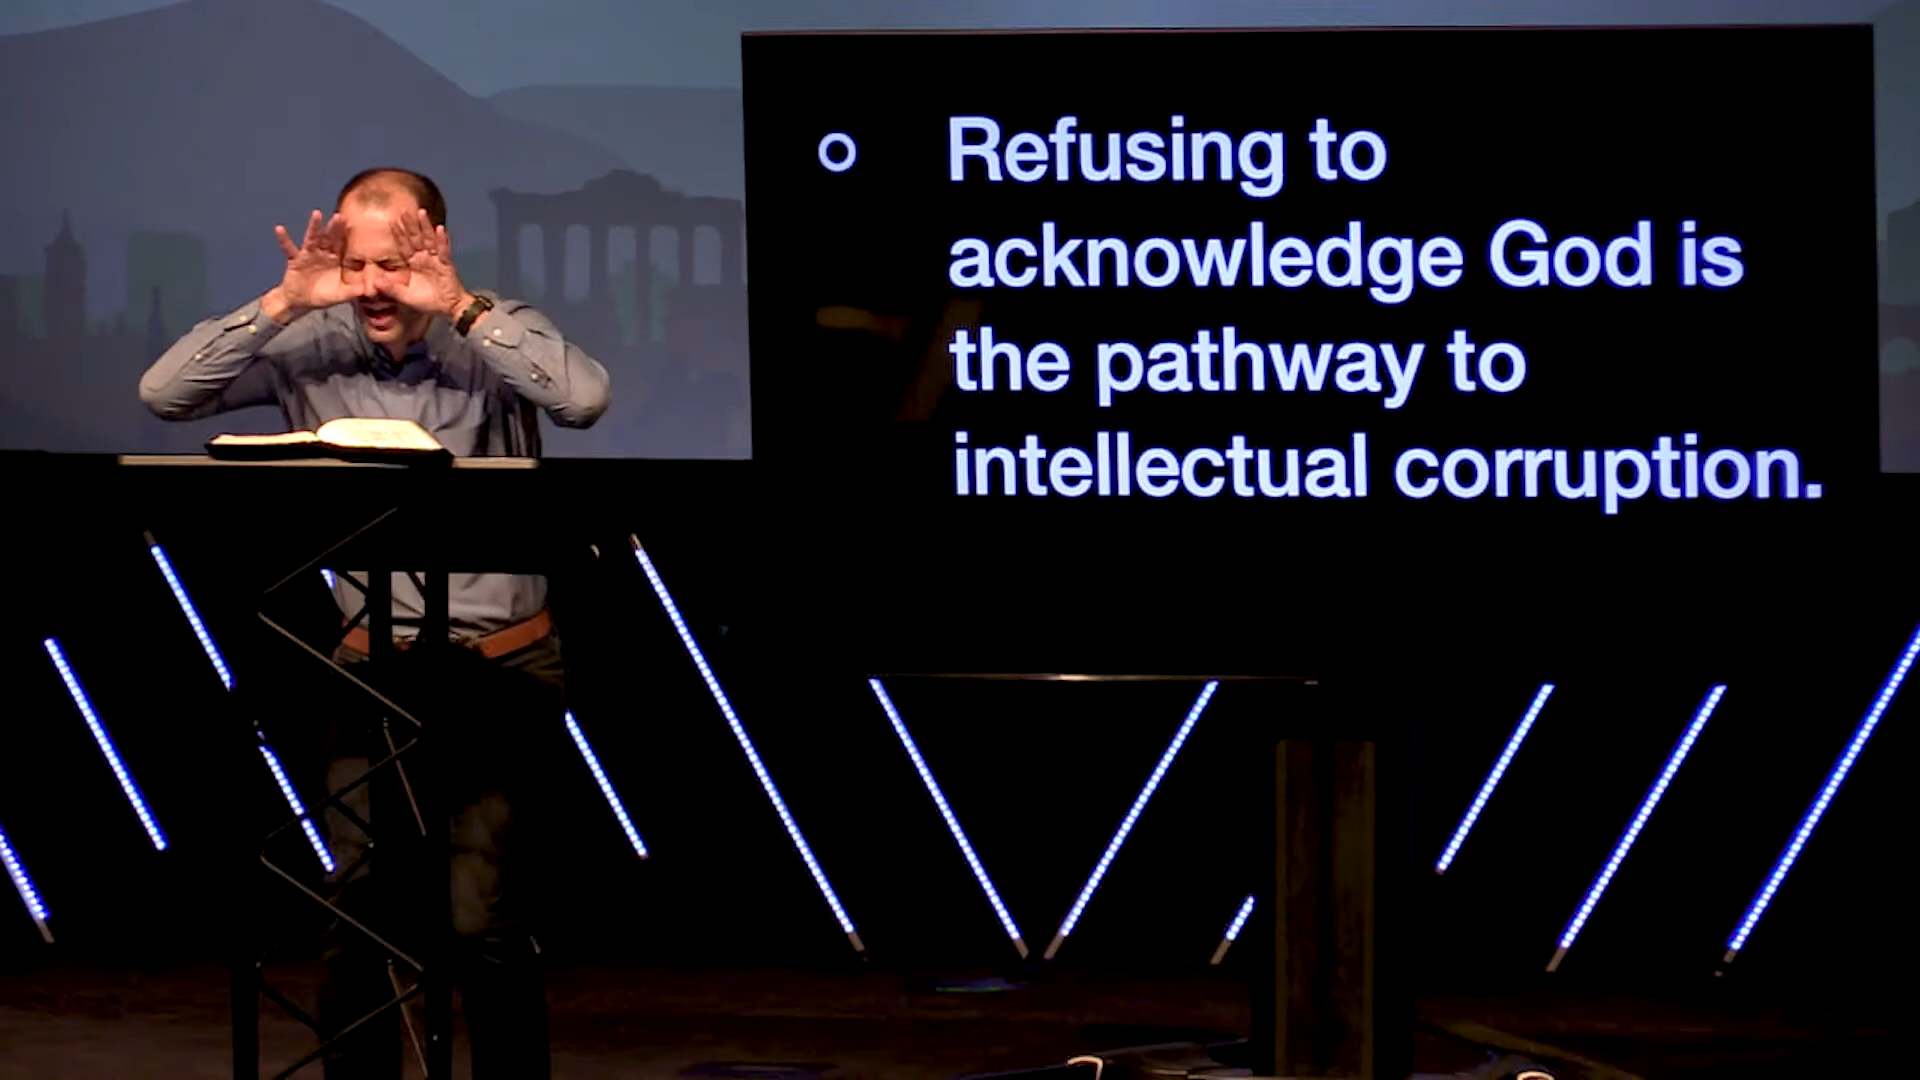 Refusing to
acknowledge God is
the pathway to
intellectual corruption.